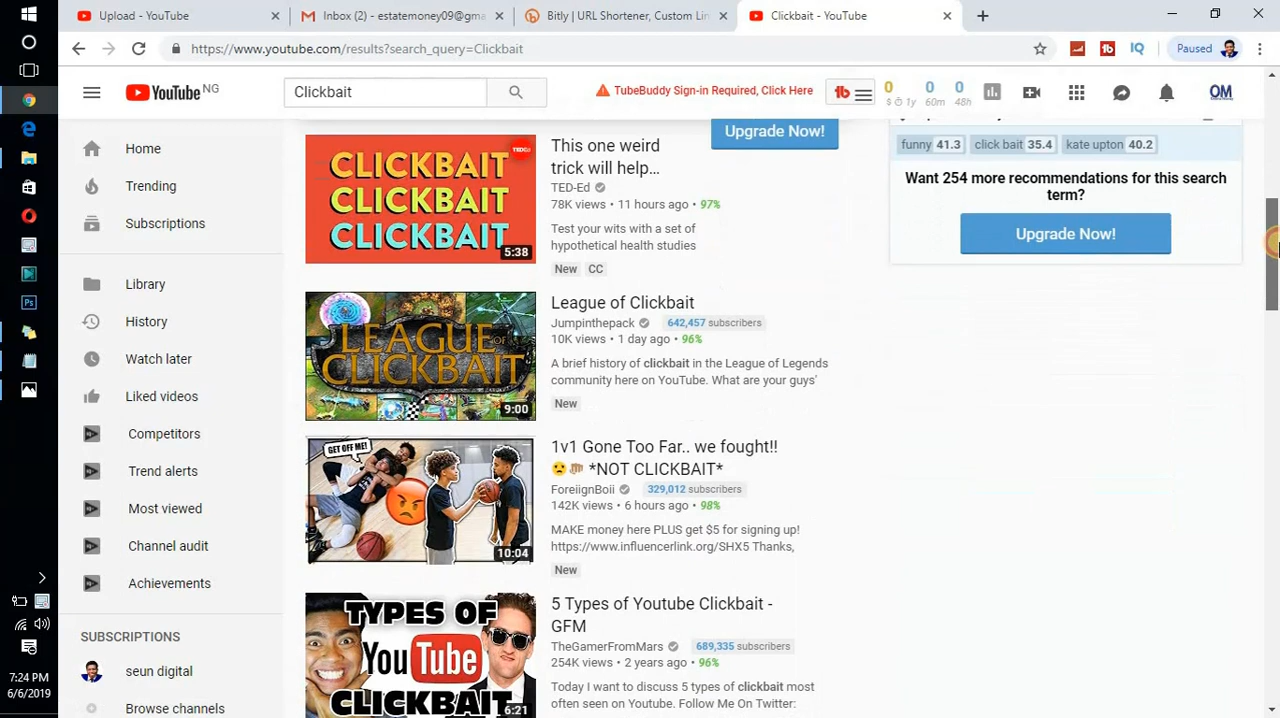 Upload - YouTube
Inbox (2) - estatemoney09@gm
Bitly | URL Shortener, Custom Lin
Clickbait - YouTube
https://www.youtube.com/results?search_query=Clickbait
IQ
Paused
YouTube NG
Clickbait
TubeBuddy Sign-in Required, Click Here
tb
0 0 0
1y 60m 48h
OM
Home
Trending
Subscriptions
Library
History
Watch later
Liked videos
Competitors
Trend alerts
Most viewed
Channel audit
Achievements
SUBSCRIPTIONS
seun digital
Browse channels
Ps
7:24 PM
6/6/2019
Upgrade Now!
CLICKBAIT
CLICKBAIT
CLICKBAIT
5:38
This one weird
trick will help...
TED-Ed
78K views • 11 hours ago • 97%
Test your wits with a set of
hypothetical health studies
New CC
LEAGUE OF
CLICKBAIT
9:00
League of Clickbait
Jumpinthepack 642,457 subscribers
10K views • 1 day ago • 96%
A brief history of clickbait in the League of Legends
community here on YouTube. What are your guys'
New
GET OFF ME!
10:04
1v1 Gone Too Far.. we fought!!
😢👊🏼 *NOT CLICKBAIT*
ForeiignBoii 329,012 subscribers
142K views • 6 hours ago • 98%
MAKE money here PLUS get $5 for signing up!
https://www.influencerlink.org/SHX5 Thanks,
New
TYPES OF
YouTube
CLICKBAIT
6:21
5 Types of Youtube Clickbait -
GFM
TheGamerFromMars 689,335 subscribers
254K views • 2 years ago • 96%
Today I want to discuss 5 types of clickbait most
often seen on Youtube. Follow Me On Twitter:
funny 41.3 click bait 35.4 kate upton 40.2
Want 254 more recommendations for this search
term?
Upgrade Now!